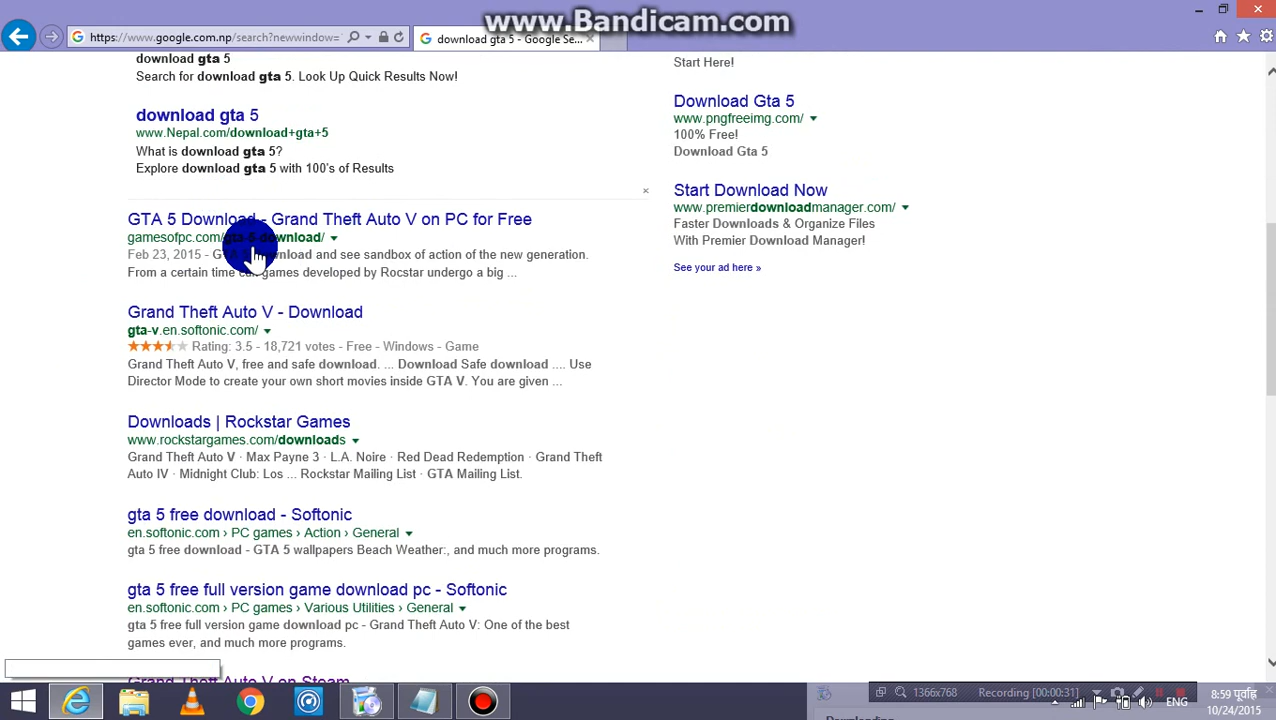 www.Bandicam.com
https://www.google.com.np/search?newwindow=
download gta 5 - Google Se...
download gta 5
Search for download gta 5. Look Up Quick Results Now!
download gta 5
www.Nepal.com/download+gta+5
What is download gta 5?
Explore download gta 5 with 100's of Results
GTA 5 Download - Grand Theft Auto V on PC for Free
gamesofpc.com/gta-5-download/
Feb 23, 2015 - GTA 5 Download and see sandbox of action of the new generation.
From a certain time can games developed by Rocstar undergo a big ...
Grand Theft Auto V - Download
gta-v.en.softonic.com/
Rating: 3.5 - 18,721 votes - Free - Windows - Game
Grand Theft Auto V, free and safe download. ... Download Safe download .... Use
Director Mode to create your own short movies inside GTA V. You are given ...
Downloads | Rockstar Games
www.rockstargames.com/downloads
Grand Theft Auto V · Max Payne 3 · L.A. Noire · Red Dead Redemption · Grand Theft
Auto IV · Midnight Club: Los ... Rockstar Mailing List · GTA Mailing List.
gta 5 free download - Softonic
en.softonic.com › PC games › Action › General
gta 5 free download - GTA 5 wallpapers Beach Weather:, and much more programs.
gta 5 free full version game download pc - Softonic
en.softonic.com › PC games › Various Utilities › General
gta 5 free full version game download pc - Grand Theft Auto V: One of the best
games ever, and much more programs.
Grand Theft Auto V on Steam
Start Here!
Download Gta 5
www.pngfreeimg.com/
100% Free!
Download Gta 5
Start Download Now
www.premierdownloadmanager.com/
Faster Downloads & Organize Files
With Premier Download Manager!
See your ad here »
1366x768
Recording [00:00:31]
ENG
8:59 पूर्वाह्न
10/24/2015
Downloading